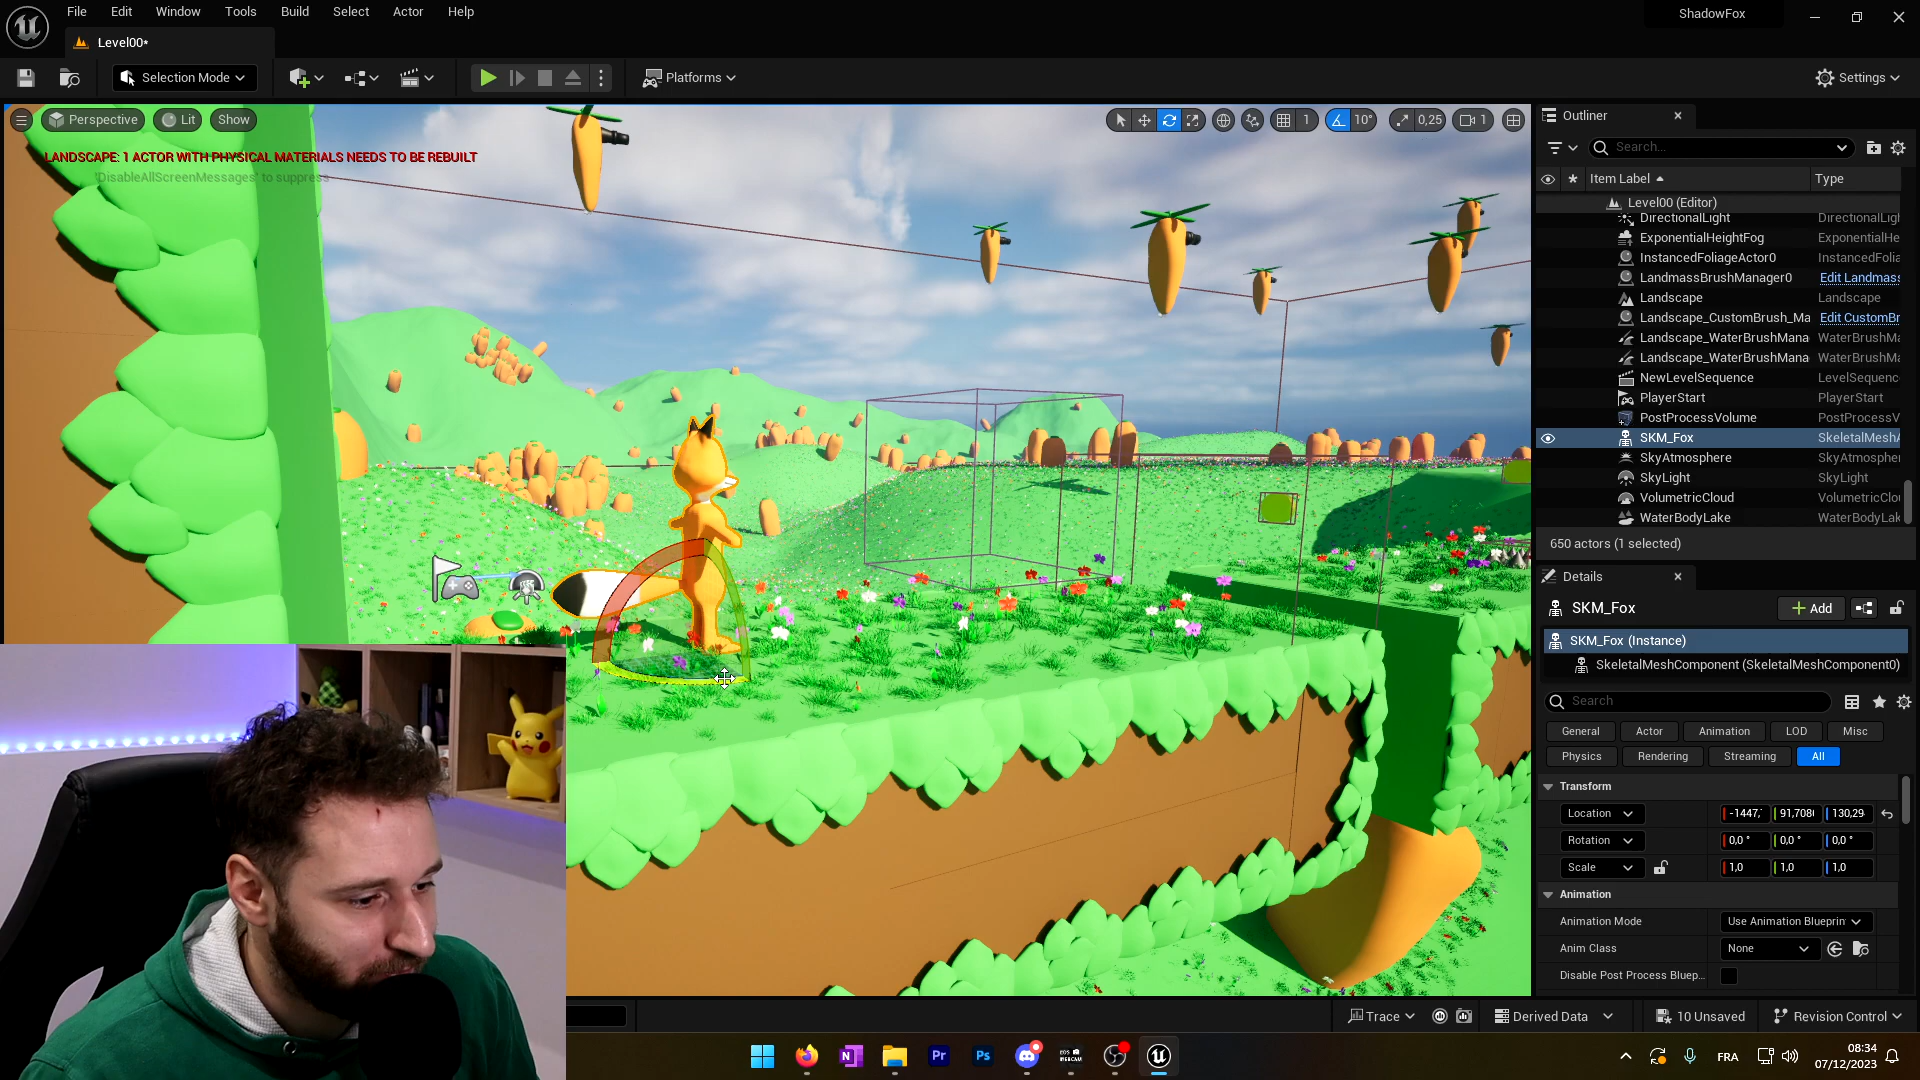 File Edit Window Tools Build Select Actor Help
ShadowFox
Level00*
Selection Mode
Platforms
Settings
Perspective Lit Show
1 10° 0,25 1
LANDSCAPE: 1 ACTOR WITH PHYSICAL MATERIALS NEEDS TO BE REBUILT
'DisableAllScreenMessages' to suppress
Outliner
Search...
Item Label Type
Level00 (Editor)
DirectionalLight DirectionalLigh
ExponentialHeightFog ExponentialHe
InstancedFoliageActor0 InstancedFolia
LandmassBrushManager0 Edit Landmass
Landscape Landscape
Landscape_CustomBrush_Ma Edit CustomBr
Landscape_WaterBrushMana WaterBrushMa
Landscape_WaterBrushMana WaterBrushMa
NewLevelSequence LevelSequence
PlayerStart PlayerStart
PostProcessVolume PostProcessV
SKM_Fox SkeletalMeshA
SkyAtmosphere SkyAtmospher
SkyLight SkyLight
VolumetricCloud VolumetricClou
WaterBodyLake WaterBodyLak
650 actors (1 selected)
Details
SKM_Fox
Add
SKM_Fox (Instance)
SkeletalMeshComponent (SkeletalMeshComponent0)
Search
General Actor Animation LOD Misc
Physics Rendering Streaming All
Transform
Location -1447, 91,708 130,29
Rotation 0,0 ° 0,0 ° 0,0 °
Scale 1,0 1,0 1,0
Animation
Animation Mode Use Animation Blueprin
Anim Class None
Disable Post Process Bluep...
Trace
Derived Data
10 Unsaved
Revision Control
N
Pr
Ps
EOS
WEBCAM
FRA
08:34
07/12/2023